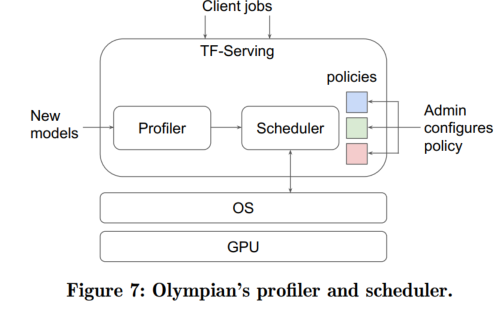 Client jobs
TF-Serving
policies
New
models
Profiler
Scheduler
Admin
configures
policy
OS
GPU
Figure 7: Olympian's profiler and scheduler.